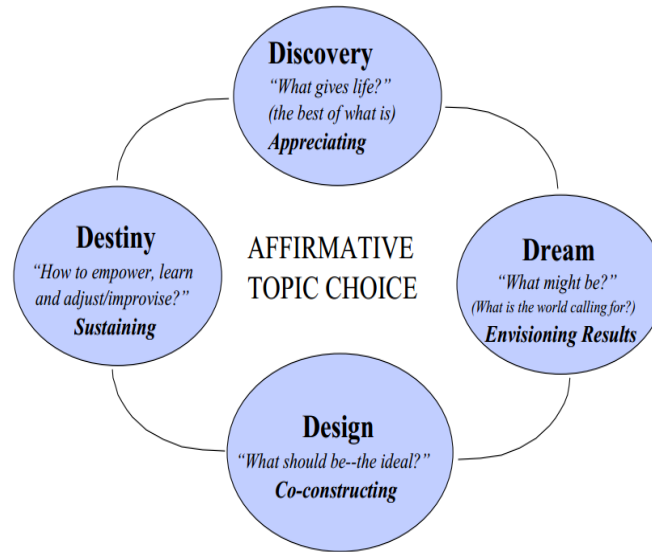 Discovery
“What gives life?”
(the best of what is)
Appreciating
Destiny
“How to empower, learn
and adjust/improvise?”
Sustaining
AFFIRMATIVE
TOPIC CHOICE
Dream
“What might be?”
(What is the world calling for?)
Envisioning Results
Design
“What should be--the ideal?”
Co-constructing